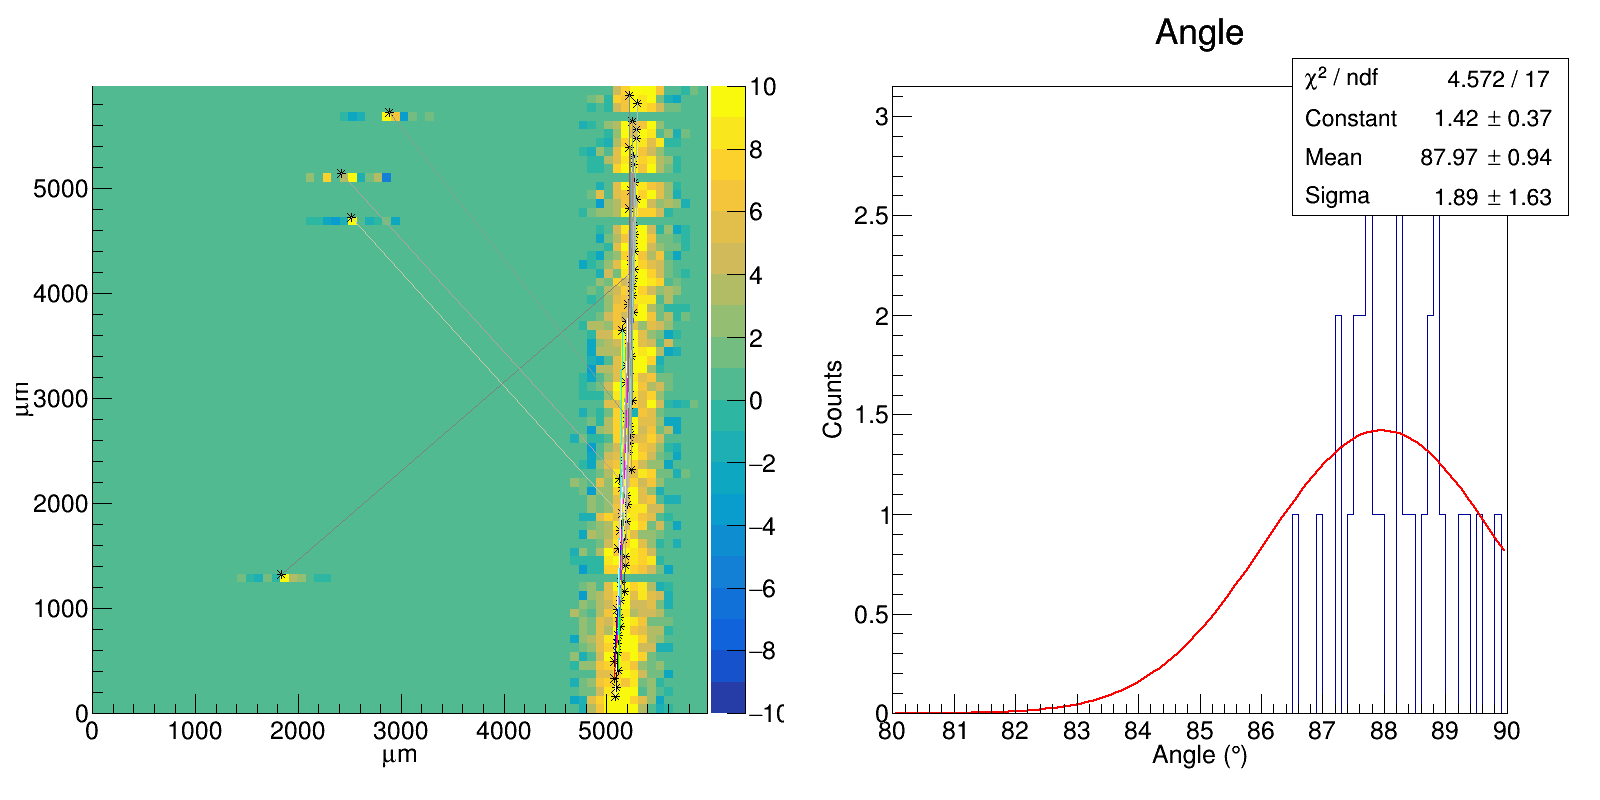 Angle
χ² / ndf 4.572 / 17
Constant 1.42 ± 0.37
Mean 87.97 ± 0.94
Sigma 1.89 ± 1.63
μm
5000
4000
3000
2000
1000
0
0 1000 2000 3000 4000 5000
μm
10
8
6
4
2
0
−2
−4
−6
−8
−10
Counts
3
2.5
2
1.5
1
0.5
0
80 81 82 83 84 85 86 87 88 89 90
Angle (°)